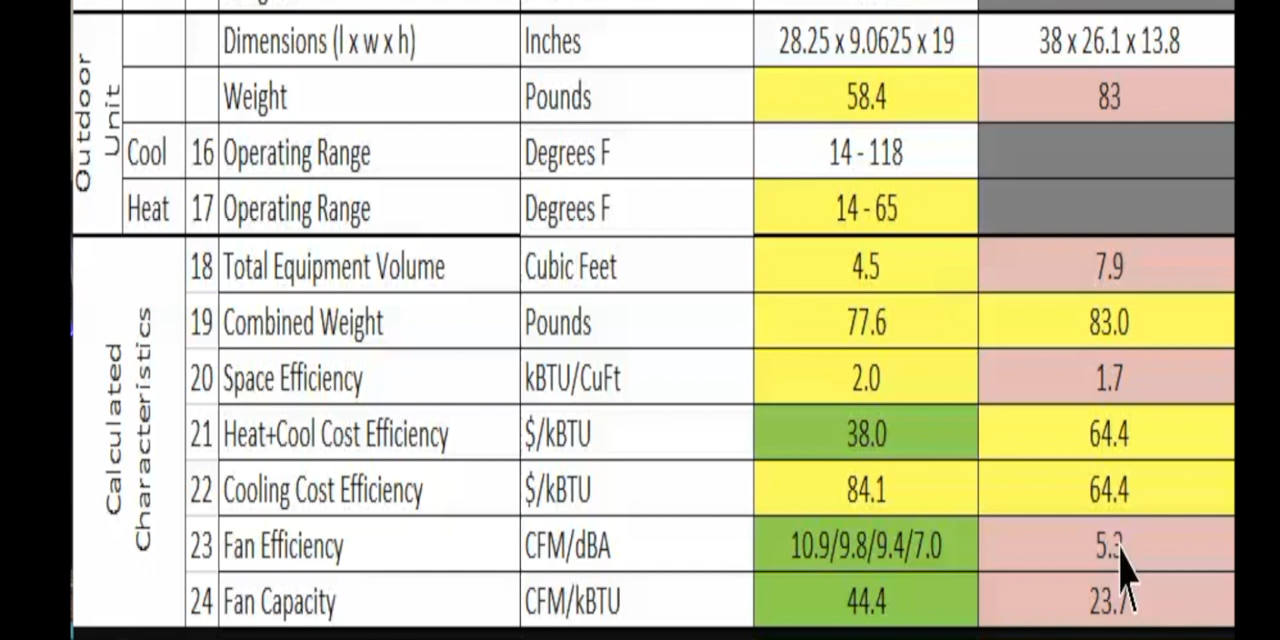 Outdoor Unit
Dimensions (l x w x h) Inches 28.25 x 9.0625 x 19 38 x 26.1 x 13.8
Weight Pounds 58.4 83
Cool 16 Operating Range Degrees F 14 - 118
Heat 17 Operating Range Degrees F 14 - 65
Calculated Characteristics
18 Total Equipment Volume Cubic Feet 4.5 7.9
19 Combined Weight Pounds 77.6 83.0
20 Space Efficiency kBTU/CuFt 2.0 1.7
21 Heat+Cool Cost Efficiency $/kBTU 38.0 64.4
22 Cooling Cost Efficiency $/kBTU 84.1 64.4
23 Fan Efficiency CFM/dBA 10.9/9.8/9.4/7.0
24 Fan Capacity CFM/kBTU 44.4